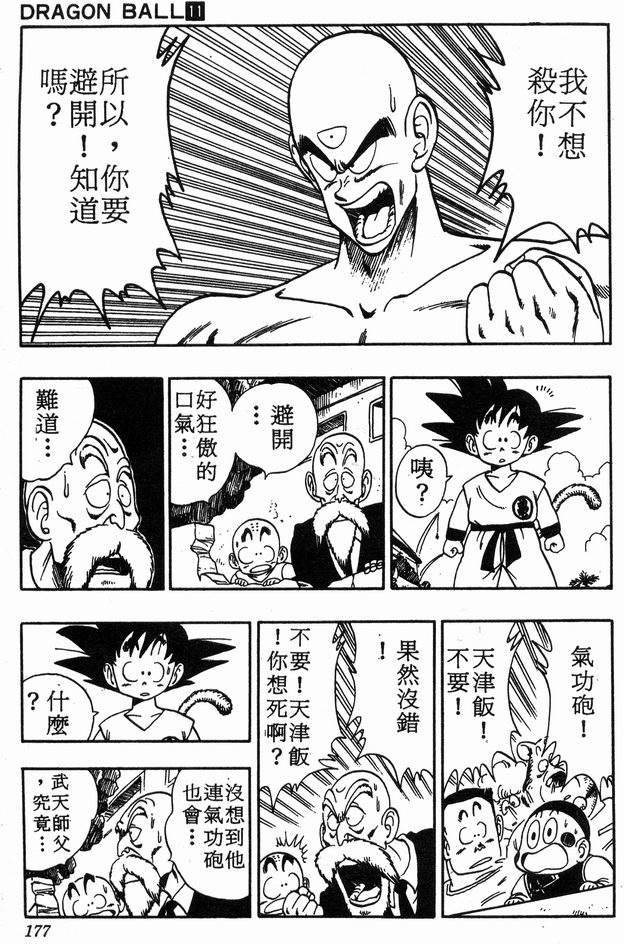 DRAGON BALL 11
我不想
殺你！
所以，你要
避開！知道
嗎？
咦？
避開
…
好狂傲的
口氣…
難道…
氣功砲！
天津飯！
不要！
果然沒錯
！
不要！天津飯
！你想死啊？
什麼
？
沒想到他
連氣功砲
也會…
武天師父
，究竟…
177